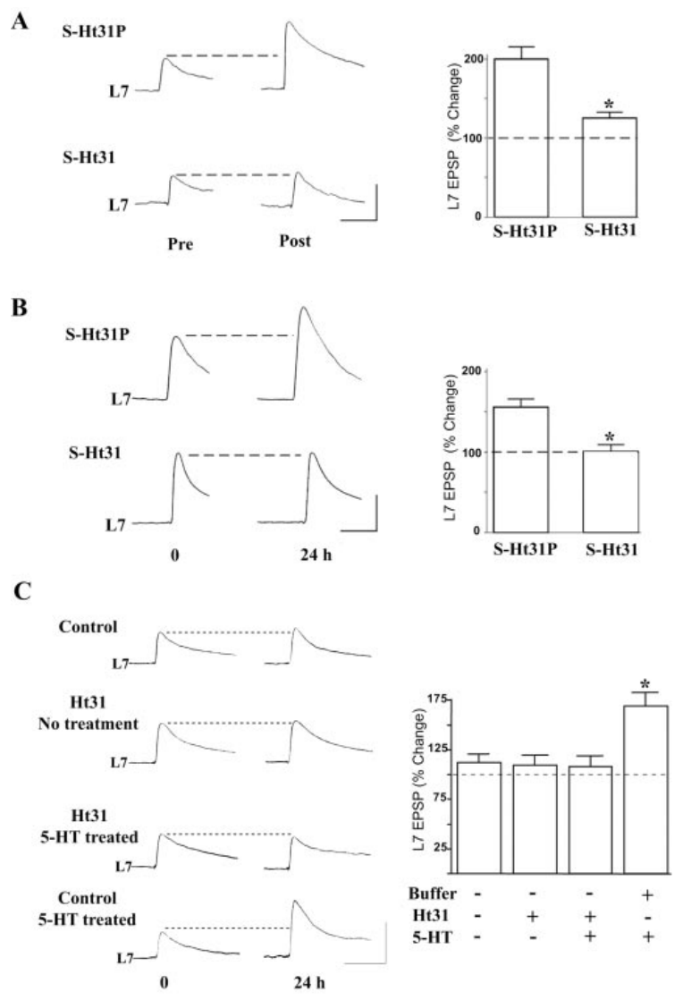 A
S-Ht31P
L7
S-Ht31
L7
Pre Post
L7 EPSP (% Change)
200
100
0
*
S-Ht31P S-Ht31
B
S-Ht31P
L7
S-Ht31
L7
0 24 h
L7 EPSP (% Change)
200
100
0
*
S-Ht31P S-Ht31
C
Control
L7
Ht31
No treatment
L7
Ht31
5-HT treated
L7
Control
5-HT treated
L7
0 24 h
L7 EPSP (% Change)
175
125
75
25
*
Buffer - - - +
Ht31 - + + -
5-HT - - + +